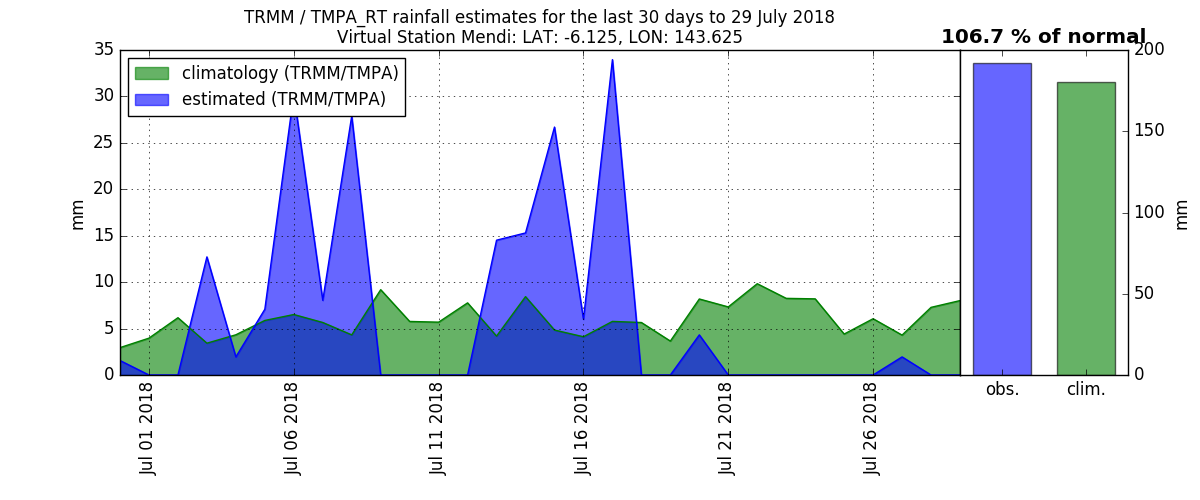 TRMM / TMPA_RT rainfall estimates for the last 30 days to 29 July 2018
Virtual Station Mendi: LAT: -6.125, LON: 143.625
106.7 % of normal
climatology (TRMM/TMPA)
estimated (TRMM/TMPA)
35
30
25
20
15
10
5
0
mm
Jul 01 2018
Jul 06 2018
Jul 11 2018
Jul 16 2018
Jul 21 2018
Jul 26 2018
obs.
clim.
200
150
100
50
0
mm